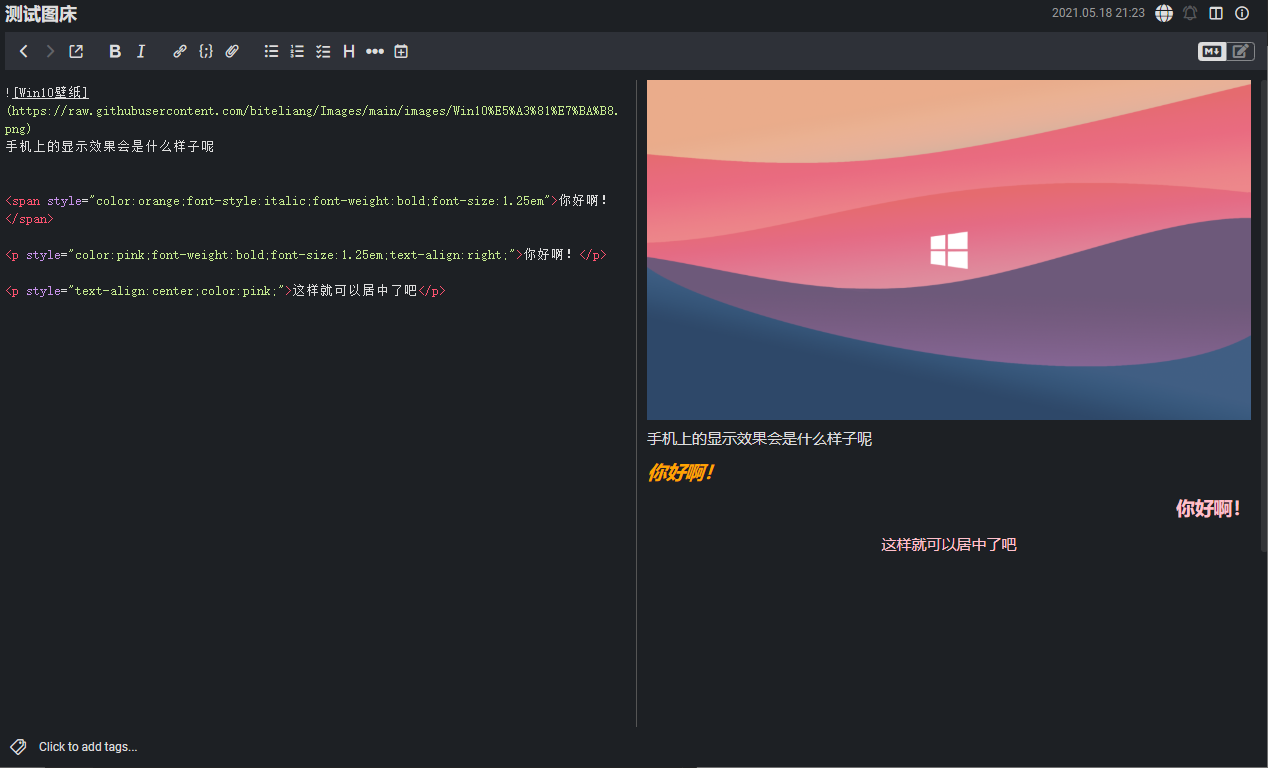 测试图床
2021.05.18 21:23
B I H
M↓
![Win10壁纸]
(https://raw.githubusercontent.com/biteliang/Images/main/images/Win10%E5%A3%81%E7%BA%B8.
png)
手机上的显示效果会是什么样子呢
<span style="color:orange;font-style:italic;font-weight:bold;font-size:1.25em">你好啊！
</span>
<p style="color:pink;font-weight:bold;font-size:1.25em;text-align:right;">你好啊！</p>
<p style="text-align:center;color:pink;">这样就可以居中了吧</p>
手机上的显示效果会是什么样子呢
你好啊！
你好啊！
这样就可以居中了吧
Click to add tags...